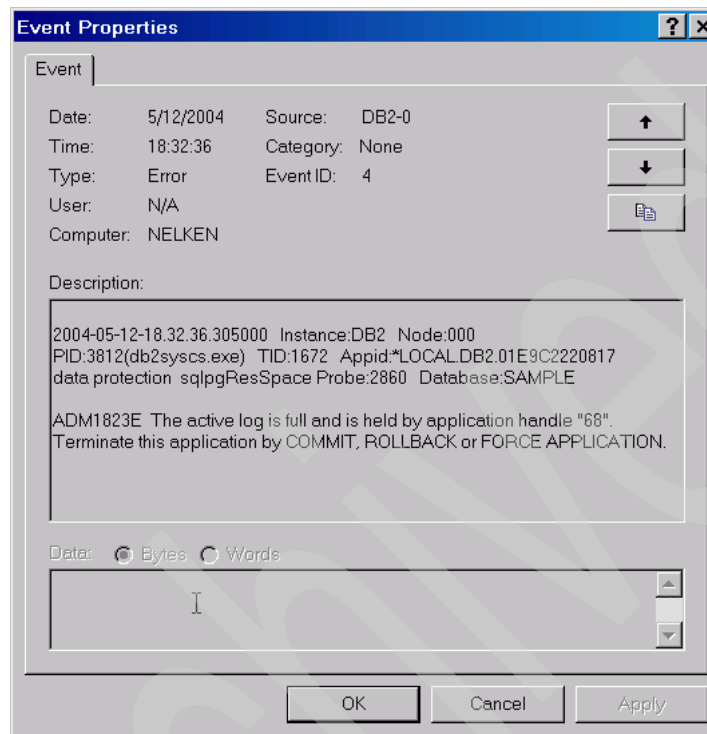 Event Properties
Event
Date: 5/12/2004 Source: DB2-0
Time: 18:32:36 Category: None
Type: Error Event ID: 4
User: N/A
Computer: NELKEN
Description:
2004-05-12-18.32.36.305000 Instance:DB2 Node:000
PID:3812(db2syscs.exe) TID:1672 Appid:*LOCAL.DB2.01E9C2220817
data protection sqlpgResSpace Probe:2860 Database:SAMPLE
ADM1823E The active log is full and is held by application handle "68".
Terminate this application by COMMIT, ROLLBACK or FORCE APPLICATION.
Data: Bytes Words
OK Cancel Apply